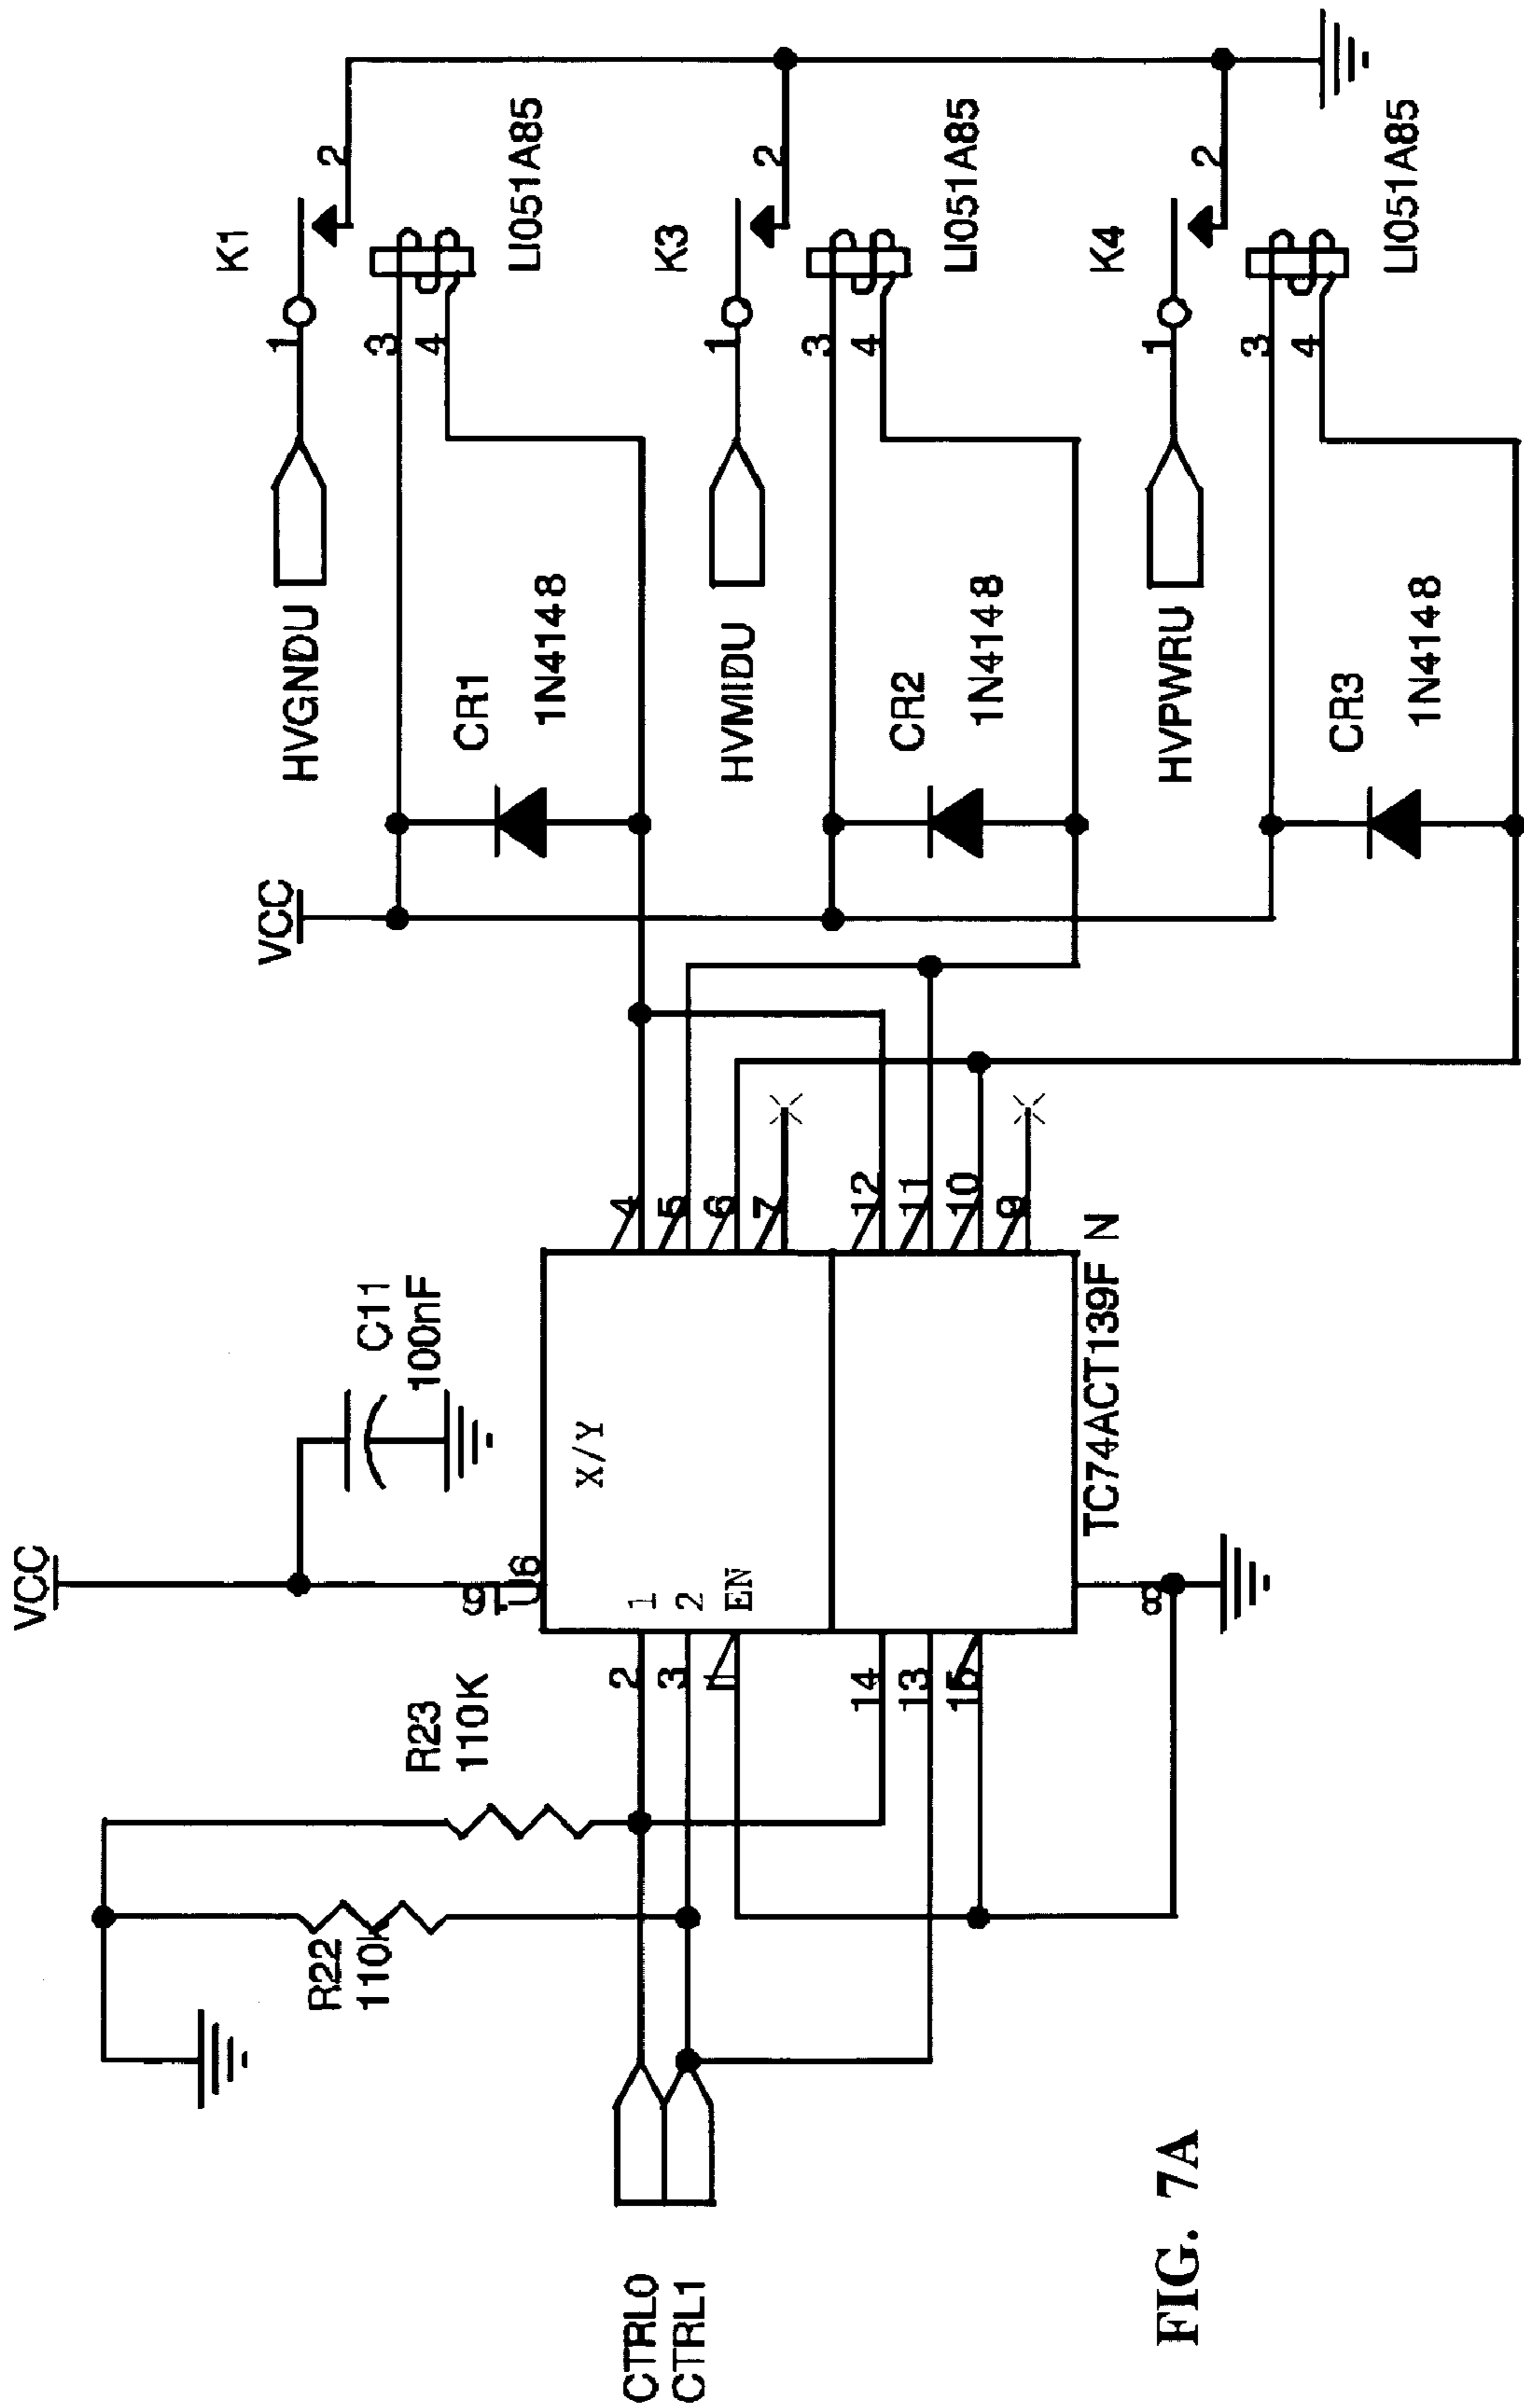 VCC
C11
100nF
16
U6
R22
110K
R23
110K
CTRL0
CTRL1
2
3
1
14
13
15
1
2
EN
X/Y
4
5
6
7
12
11
10
9
8
TC74ACT139F N
VCC
HVGNDU
1
K1
2
3
4
LI051A85
CR1
1N4148
HVMIDU
1
K3
2
3
4
LI051A85
CR2
1N4148
HVPWRU
1
K4
2
3
4
LI051A85
CR3
1N4148
FIG. 7A